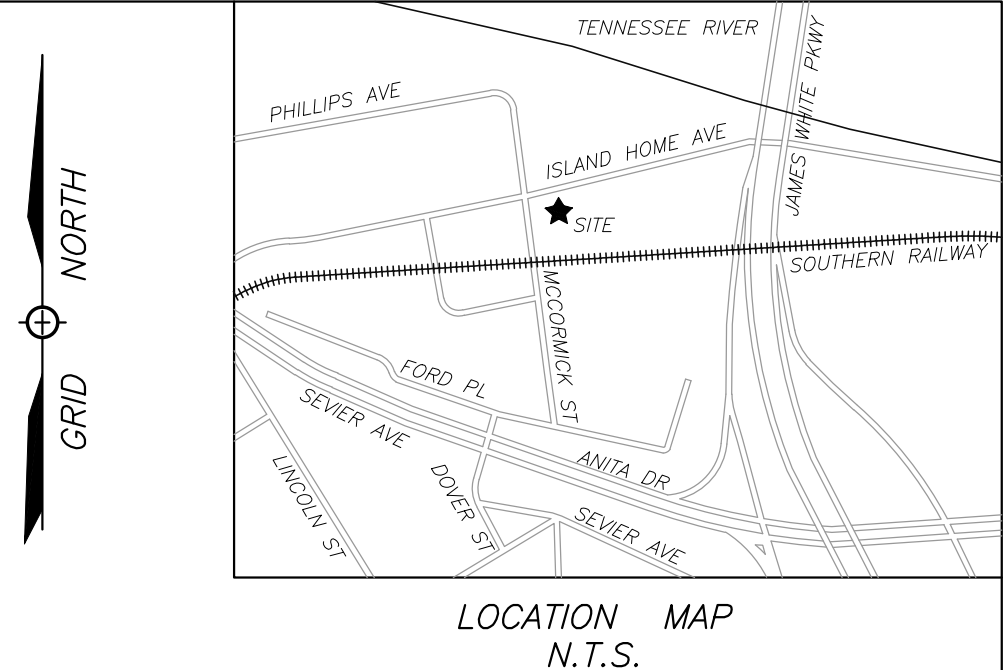 TENNESSEE RIVER
JAMES WHITE PKWY
PHILLIPS AVE
ISLAND HOME AVE
SITE
SOUTHERN RAILWAY
MCCORMICK ST
FORD PL
SEVIER AVE
ANITA DR
LINCOLN ST
DOVER ST
SEVIER AVE
GRID NORTH
LOCATION MAP
N.T.S.